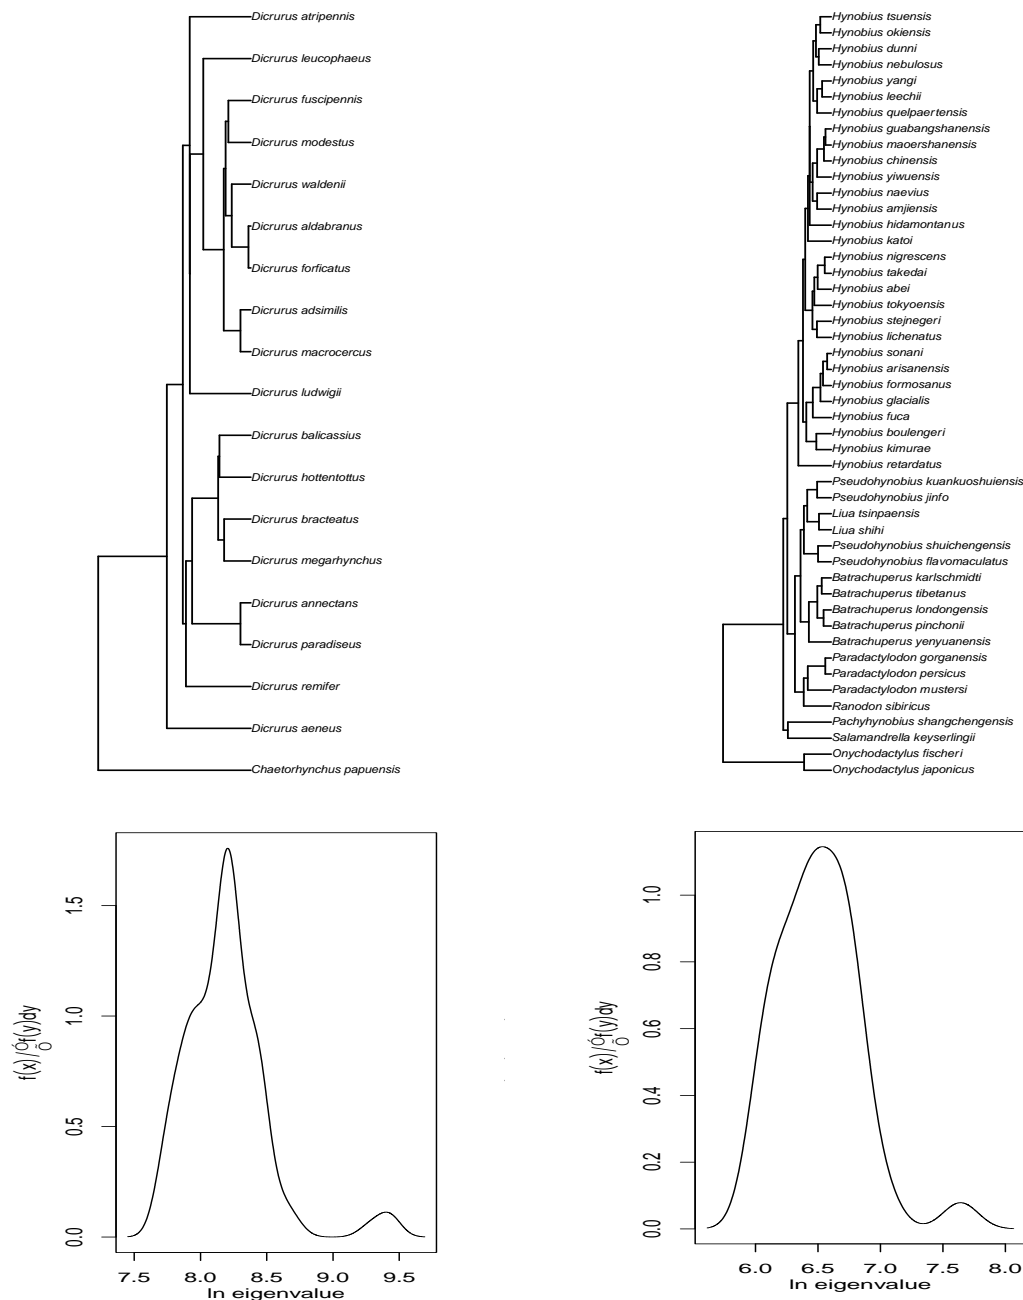 Dicrurus atripennis
Dicrurus leucophaeus
Dicrurus fuscipennis
Dicrurus modestus
Dicrurus waldenii
Dicrurus aldabranus
Dicrurus forficatus
Dicrurus adsimilis
Dicrurus macrocercus
Dicrurus ludwigii
Dicrurus balicassius
Dicrurus hottentottus
Dicrurus bracteatus
Dicrurus megarhynchus
Dicrurus annectans
Dicrurus paradiseus
Dicrurus remifer
Dicrurus aeneus
Chaetorhynchus papuensis
Hynobius tsuensis
Hynobius okiensis
Hynobius dunni
Hynobius nebulosus
Hynobius yangi
Hynobius leechii
Hynobius quelpaertensis
Hynobius guabangshanensis
Hynobius maoershanensis
Hynobius chinensis
Hynobius yiwuensis
Hynobius naevius
Hynobius amjiensis
Hynobius hidamontanus
Hynobius katoi
Hynobius nigrescens
Hynobius takedai
Hynobius abei
Hynobius tokyoensis
Hynobius stejnegeri
Hynobius lichenatus
Hynobius sonani
Hynobius arisanensis
Hynobius formosanus
Hynobius glacialis
Hynobius fuca
Hynobius boulengeri
Hynobius kimurae
Hynobius retardatus
Pseudohynobius kuankuoshuiensis
Pseudohynobius jinfo
Liua tsinpaensis
Liua shihi
Pseudohynobius shuichengensis
Pseudohynobius flavomaculatus
Batrachuperus karlschmidti
Batrachuperus tibetanus
Batrachuperus londongensis
Batrachuperus pinchonii
Batrachuperus yenyuanensis
Paradactylodon gorganensis
Paradactylodon persicus
Paradactylodon mustersi
Ranodon sibiricus
Pachyhynobius shangchengensis
Salamandrella keyserlingii
Onychodactylus fischeri
Onychodactylus japonicus
f(x)/ÓÕf(y)dy
1.5
1.0
0.5
0.0
7.5 8.0 8.5 9.0 9.5
ln eigenvalue
f(x)/ÓÕf(y)dy
1.0
0.8
0.6
0.4
0.2
0.0
6.0 6.5 7.0 7.5 8.0
ln eigenvalue